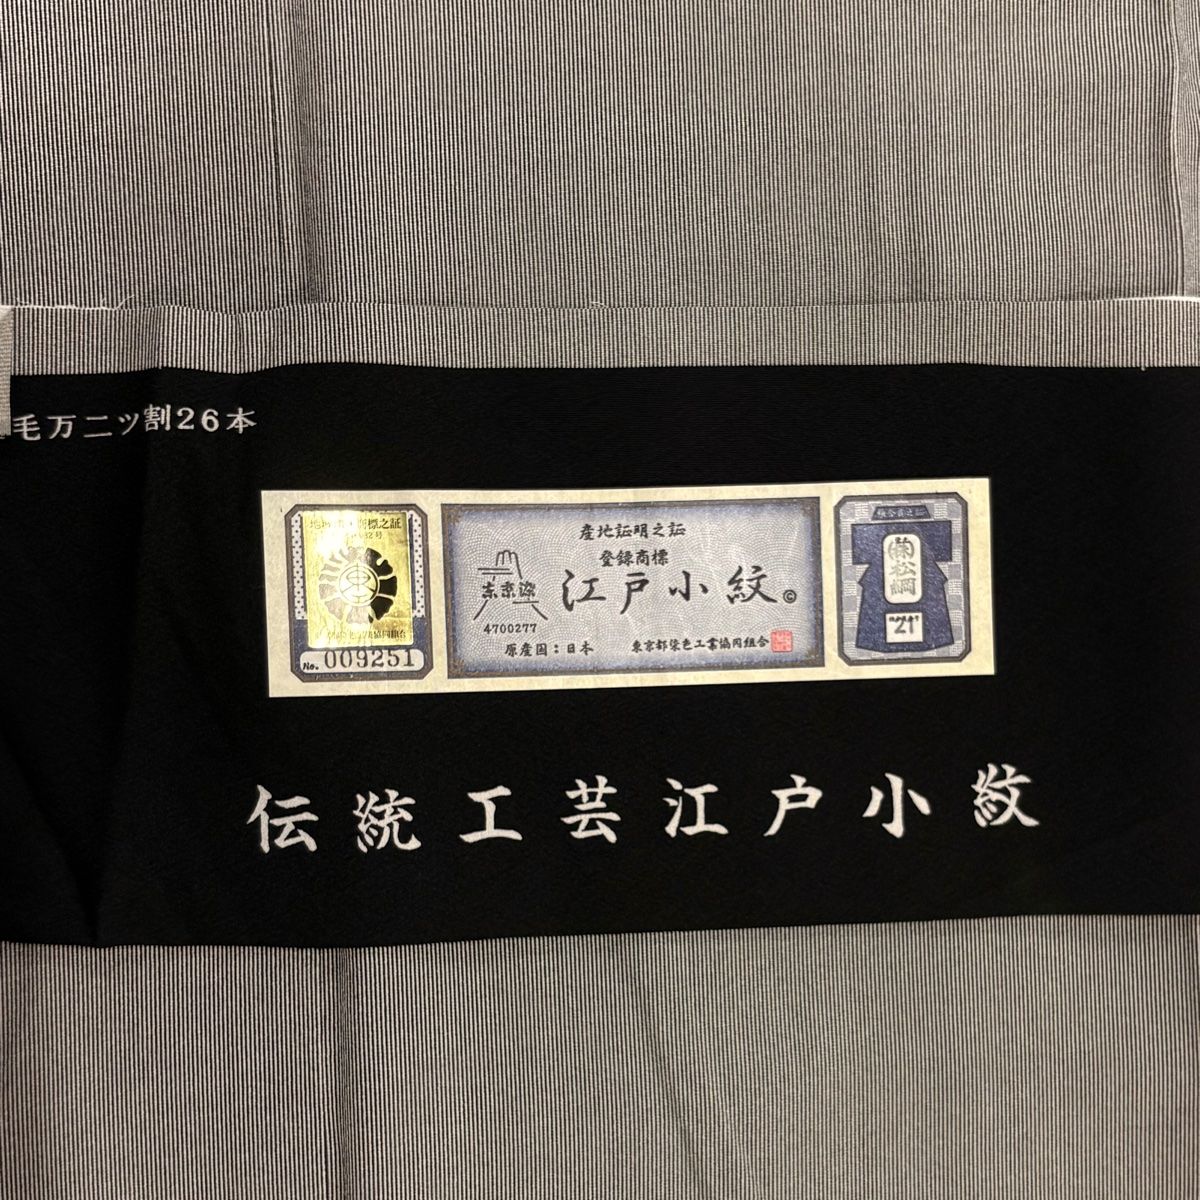 毛万二ツ割26本
産地証明之証
登録商標
東京染
江戸小紋©
4700277
原産国:日本
東京都染色工業協同組合
No. 009251
㈱松綱
21
伝統工芸江戸小紋